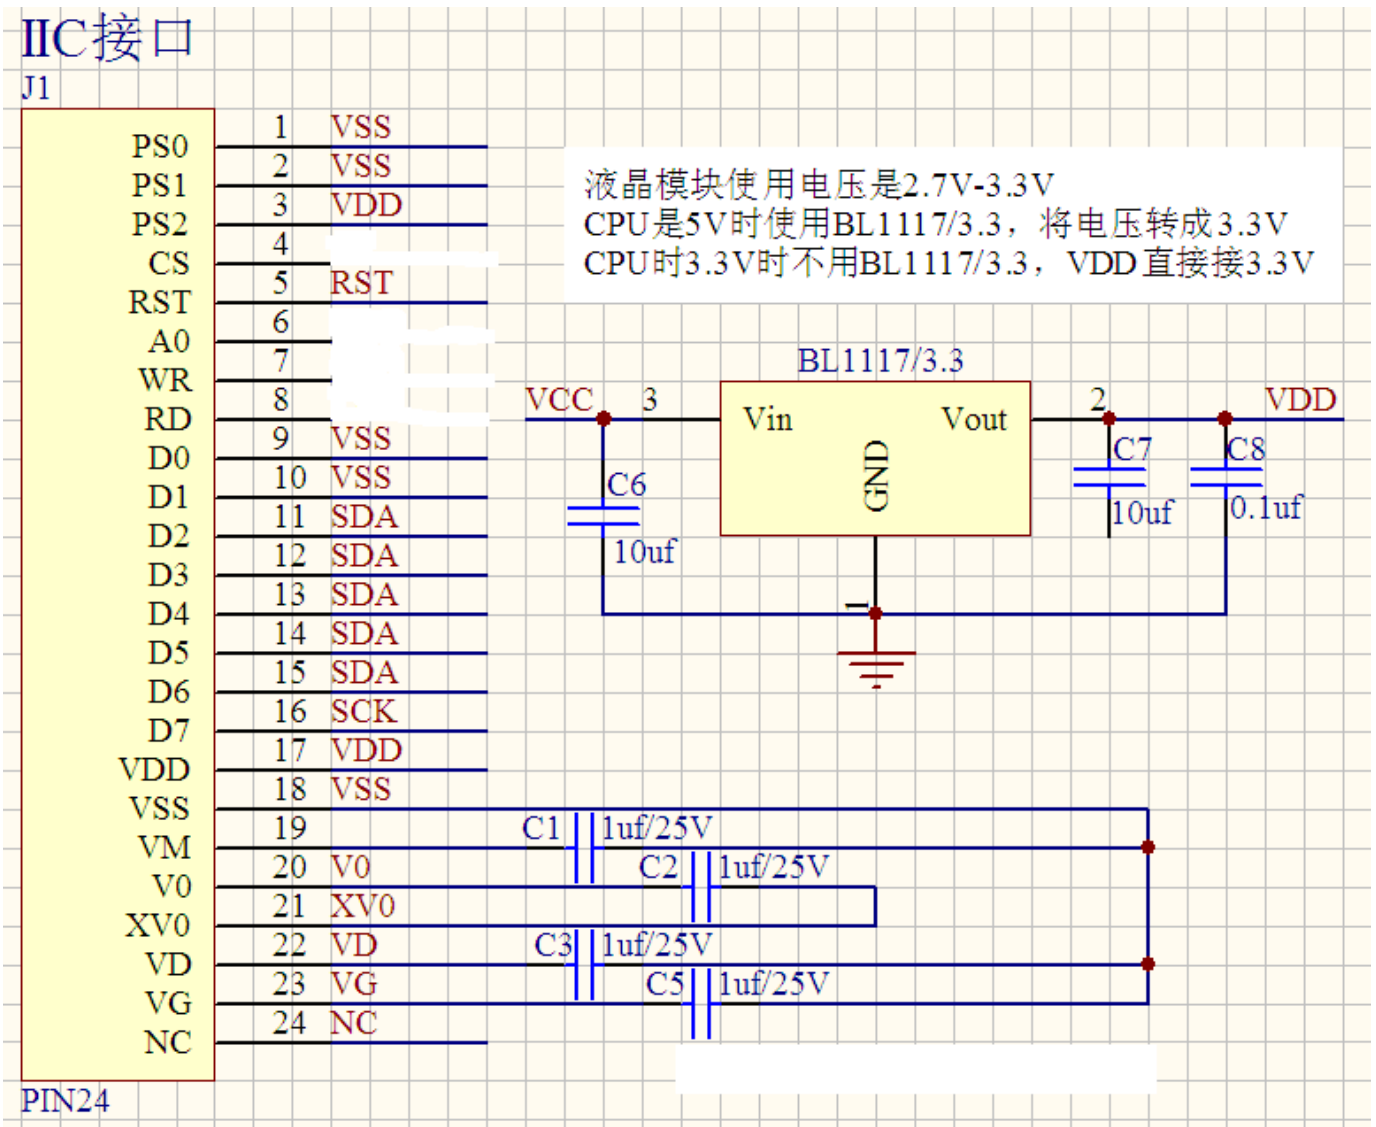 IIC接口
J1
PS0 1 VSS
PS1 2 VSS
PS2 3 VDD
CS 4
RST 5 RST
A0 6
WR 7
RD 8
D0 9 VSS
D1 10 VSS
D2 11 SDA
D3 12 SDA
D4 13 SDA
D5 14 SDA
D6 15 SDA
D7 16 SCK
VDD 17 VDD
VSS 18 VSS
VM 19
V0 20 V0
XV0 21 XV0
VD 22 VD
VG 23 VG
NC 24 NC
PIN24
液晶模块使用电压是2.7V-3.3V
CPU是5V时使用BL1117/3.3，将电压转成3.3V
CPU时3.3V时不用BL1117/3.3，VDD直接接3.3V
BL1117/3.3
VCC 3 Vin Vout 2 VDD
GND
1
C6
10uf
C7
10uf
C8
0.1uf
C1 1uf/25V
C2 1uf/25V
C3 1uf/25V
C5 1uf/25V